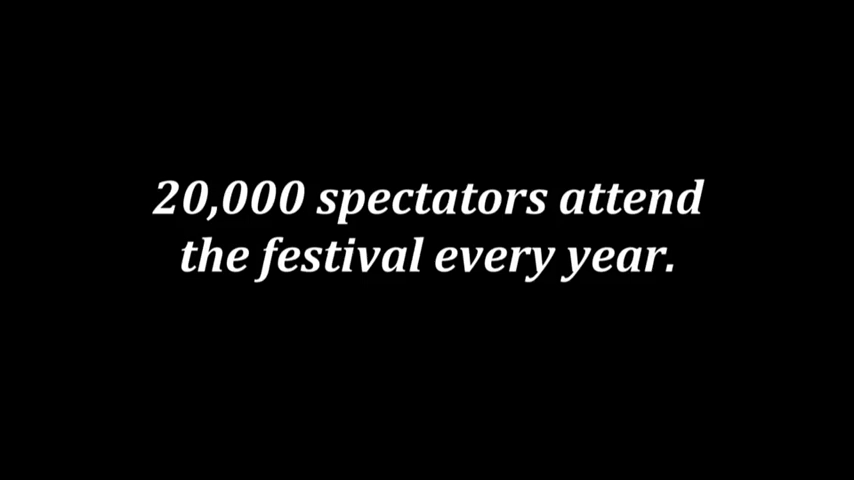 20,000 spectators attend
the festival every year.